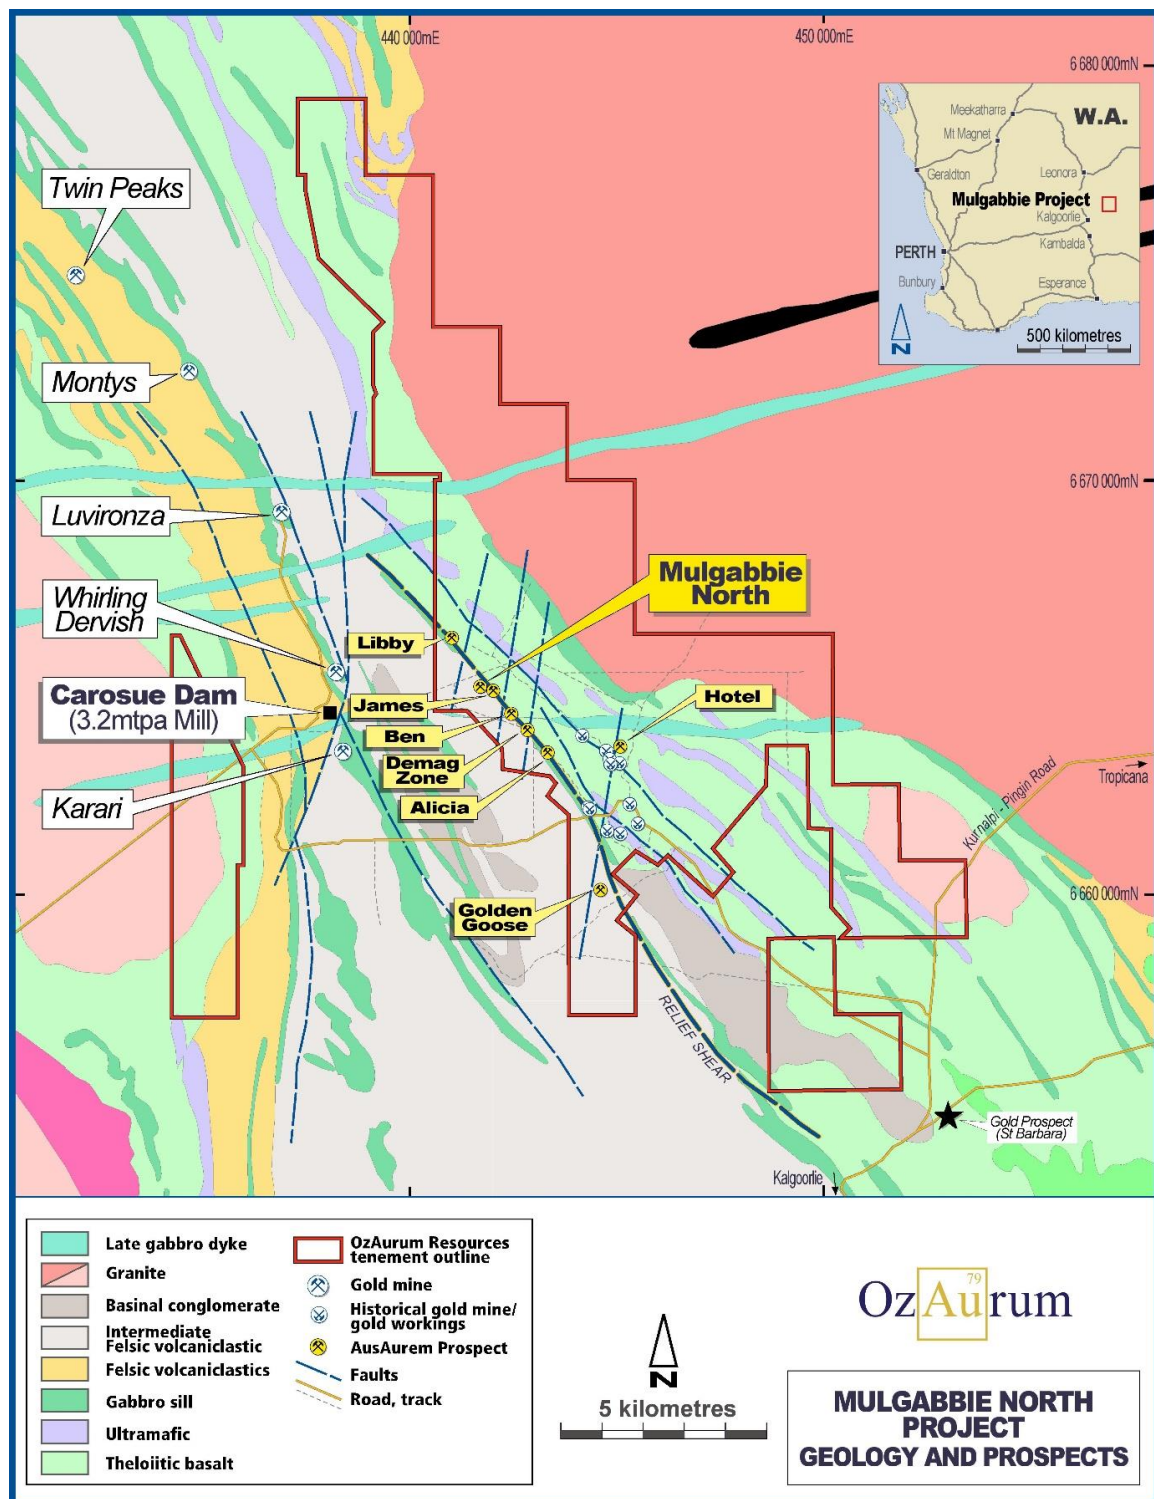 440 000mE
450 000mE
6 680 000mN
W.A.
Meekatharra
Mt Magnet
Geraldton
Leonora
Mulgabbie Project
Kalgoorlie
PERTH
Kambalda
Bunbury
Esperance
N
500 kilometres
Twin Peaks
Montys
6 670 000mN
Luvironza
Mulgabbie
North
Whirling
Dervish
Libby
Carosue Dam
(3.2mtpa Mill)
James
Hotel
Ben
Demag
Zone
Alicia
Karari
Kurnalpi - Pingin Road
Tropicana
6 660 000mN
Golden
Goose
RELIEF SHEAR
Gold Prospect
(St Barbara)
Kalgoorlie
Late gabbro dyke
Granite
Basinal conglomerate
Intermediate
Felsic volcaniclastic
Felsic volcaniclastics
Gabbro sill
Ultramafic
Theloiitic basalt
OzAurum Resources
tenement outline
Gold mine
Historical gold mine/
gold workings
AusAurem Prospect
Faults
Road, track
N
5 kilometres
79
OzAurum
MULGABBIE NORTH
PROJECT
GEOLOGY AND PROSPECTS